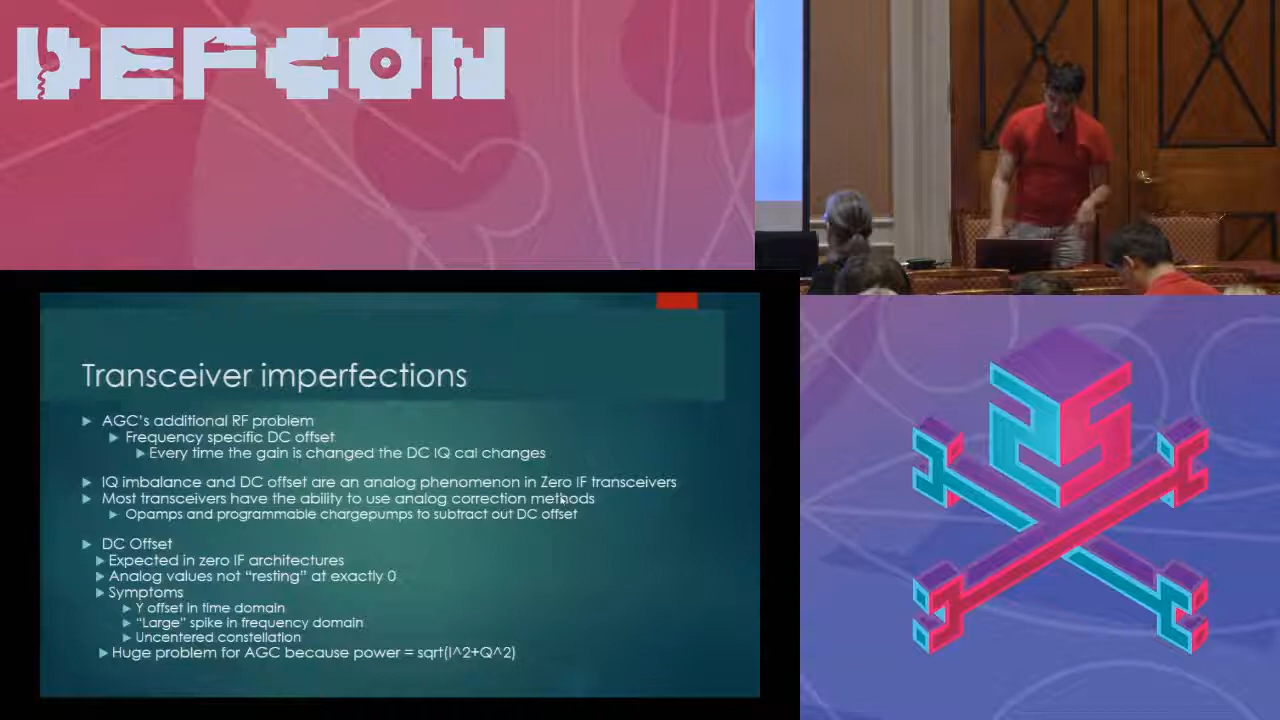 DEFCON
Transceiver imperfections
AGC's additional RF problem
Frequency specific DC offset
Every time the gain is changed the DC IQ cal changes
IQ imbalance and DC offset are an analog phenomenon in Zero IF transceivers
Most transceivers have the ability to use analog correction methods
Opamps and programmable chargepumps to subtract out DC offset
DC Offset
Expected in zero IF architectures
Analog values not "resting" at exactly 0
Symptoms
Y offset in time domain
"Large" spike in frequency domain
Uncentered constellation
Huge problem for AGC because power = sqrt(I^2+Q^2)
25